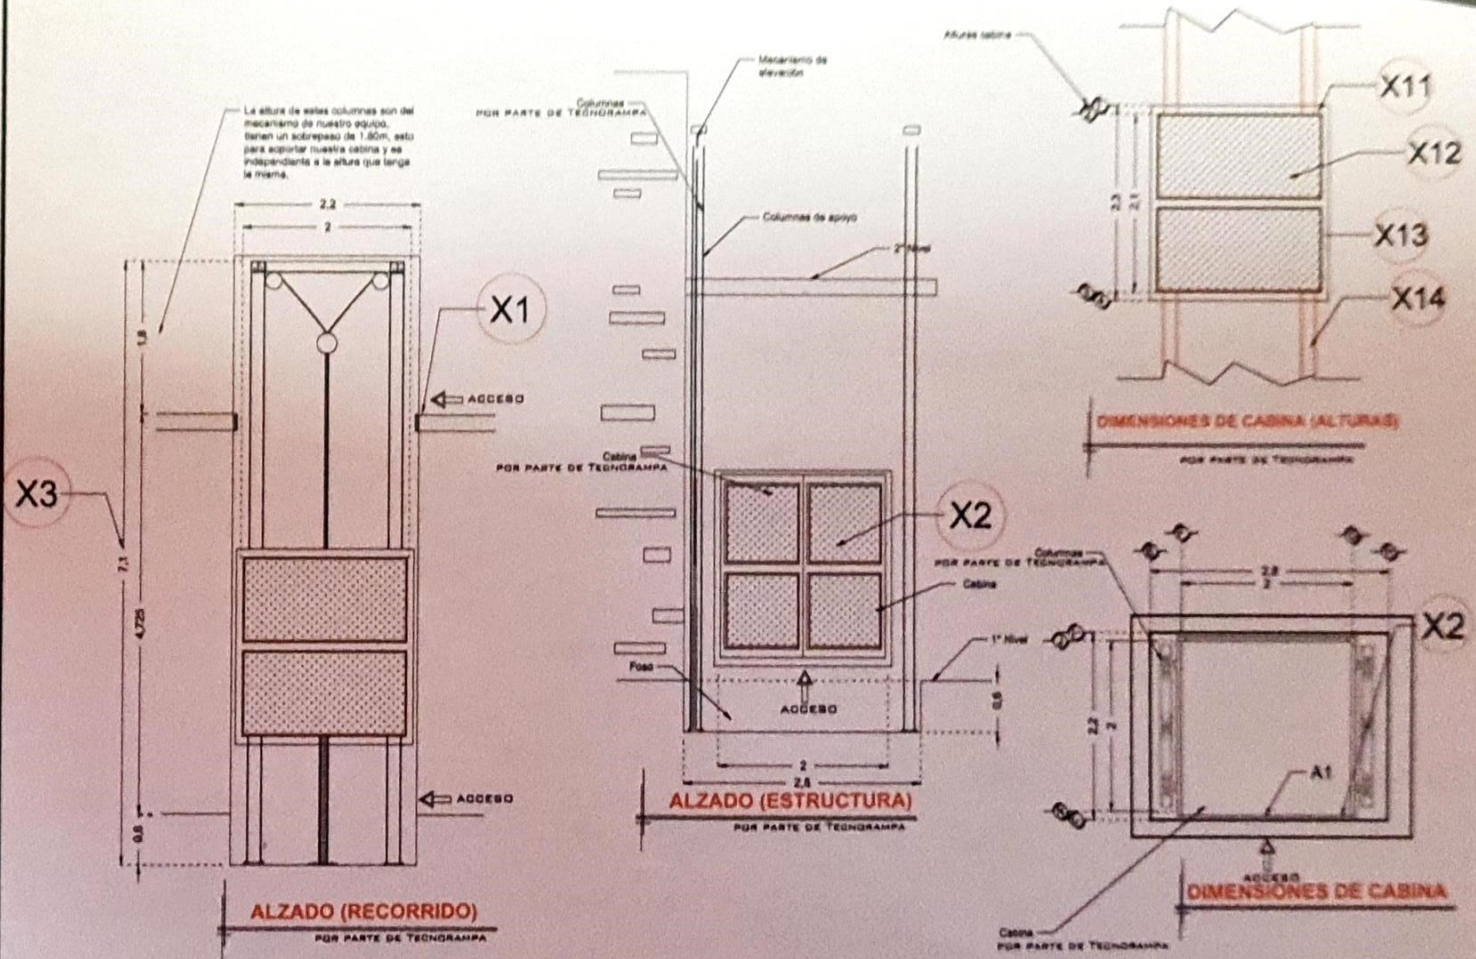 La altura de estas columnas son del
mecanismo de nuestro equipo,
tienen un sobrepaso de 1.80m, esto
para soportar nuestra cabina y es
independiente a la altura que tenga
la misma.
2,2
2
1,8
X1
ACCESO
X3
7,1
4,725
ACCESO
0,6
ALZADO (RECORRIDO)
POR PARTE DE TECNORAMPA
Mecanismo de
elevación
Columnas
POR PARTE DE TECNORAMPA
Columnas de apoyo
2° Nivel
Cabina
POR PARTE DE TECNORAMPA
X2
Cabina
1° Nivel
Foso
ACCESO
0,6
2
2,8
ALZADO (ESTRUCTURA)
POR PARTE DE TECNORAMPA
Alturas cabina
X11
X12
2,3
2,1
X13
X14
DIMENSIONES DE CABINA (ALTURAS)
POR PARTE DE TECNORAMPA
Columnas
POR PARTE DE TECNORAMPA
2,8
2
X2
2,2
2
A1
ACCESO
DIMENSIONES DE CABINA
Cabina
POR PARTE DE TECNORAMPA